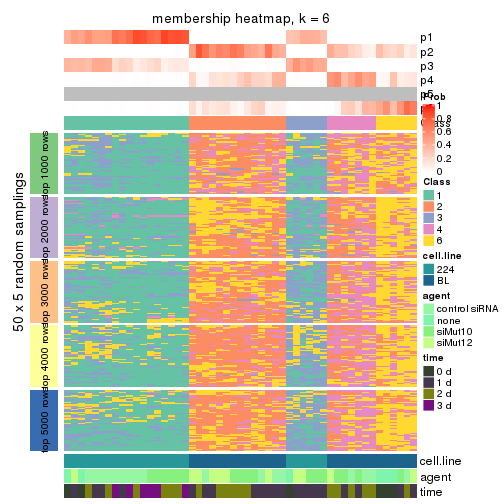 membership heatmap, k = 6
p1
p2
p3
p4
p5
Prob
1
0.8
0.6
0.4
0.2
0
Class
Class
1
2
3
4
6
cell.line
224
BL
agent
control siRNA
none
siMut10
siMut12
time
0 d
1 d
2 d
3 d
50 x 5 random samplings
top 1000 rows
top 2000 rows
top 3000 rows
top 4000 rows
top 5000 rows
cell.line
agent
time